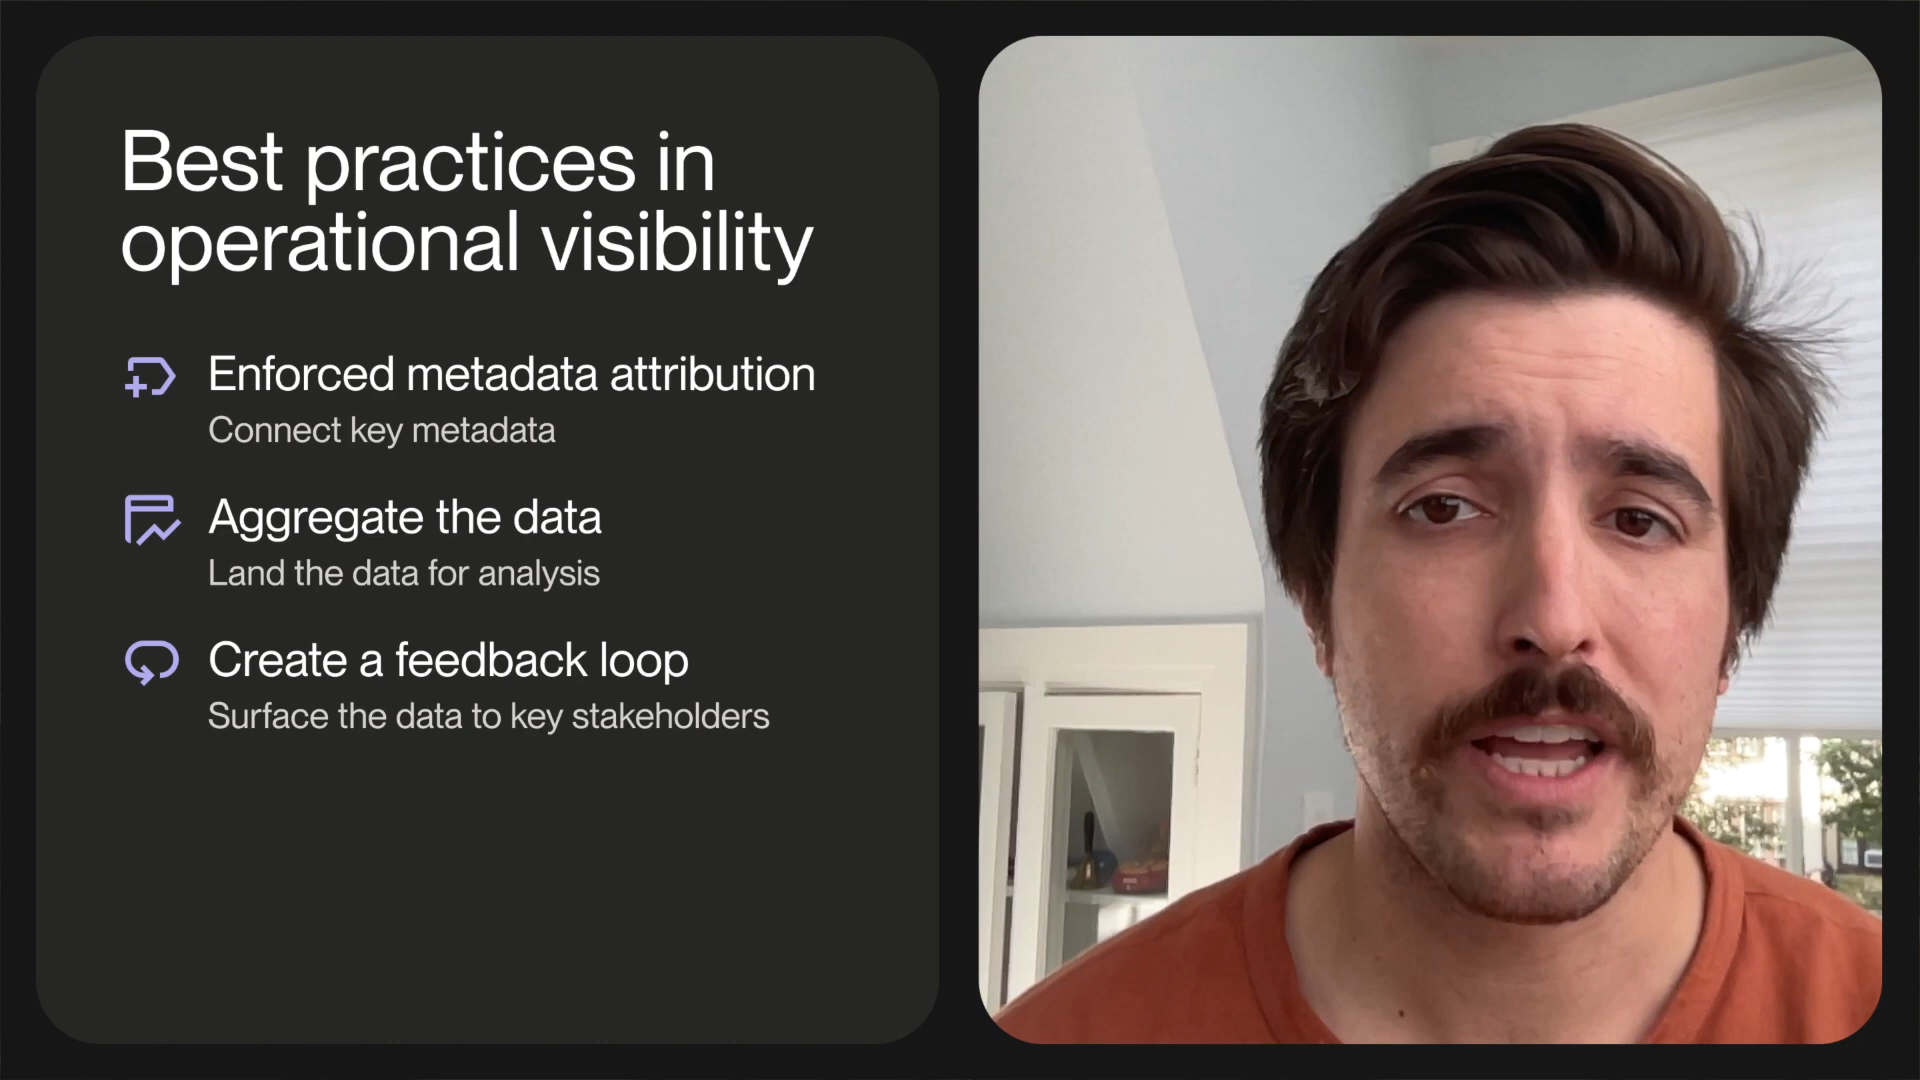 Best practices in
operational visibility
Enforced metadata attribution
Connect key metadata
Aggregate the data
Land the data for analysis
Create a feedback loop
Surface the data to key stakeholders